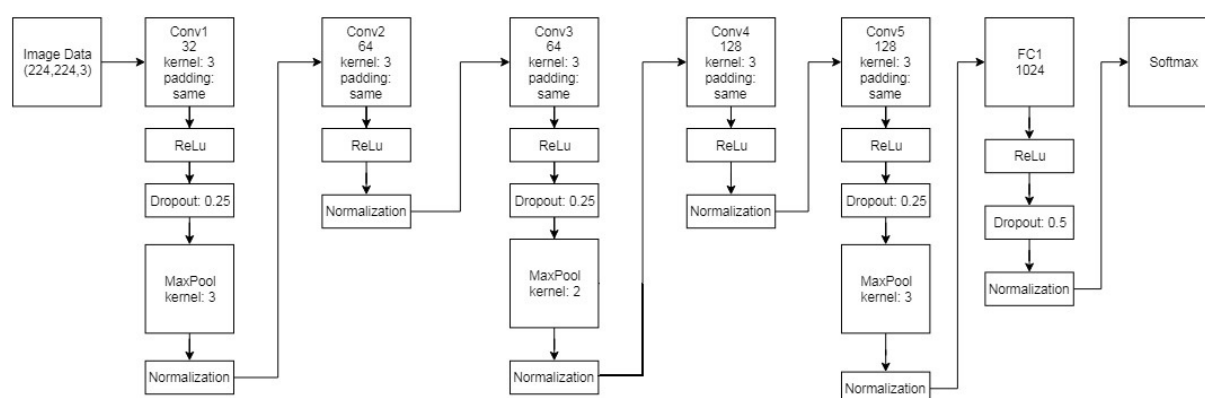 Image Data
(224,224,3)
Conv1
32
kernel: 3
padding:
same
ReLu
Dropout: 0.25
MaxPool
kernel: 3
Normalization
Conv2
64
kernel: 3
padding:
same
ReLu
Normalization
Conv3
64
kernel: 3
padding:
same
ReLu
Dropout: 0.25
MaxPool
kernel: 2
Normalization
Conv4
128
kernel: 3
padding:
same
ReLu
Normalization
Conv5
128
kernel: 3
padding:
same
ReLu
Dropout: 0.25
MaxPool
kernel: 3
Normalization
FC1
1024
ReLu
Dropout: 0.5
Normalization
Softmax